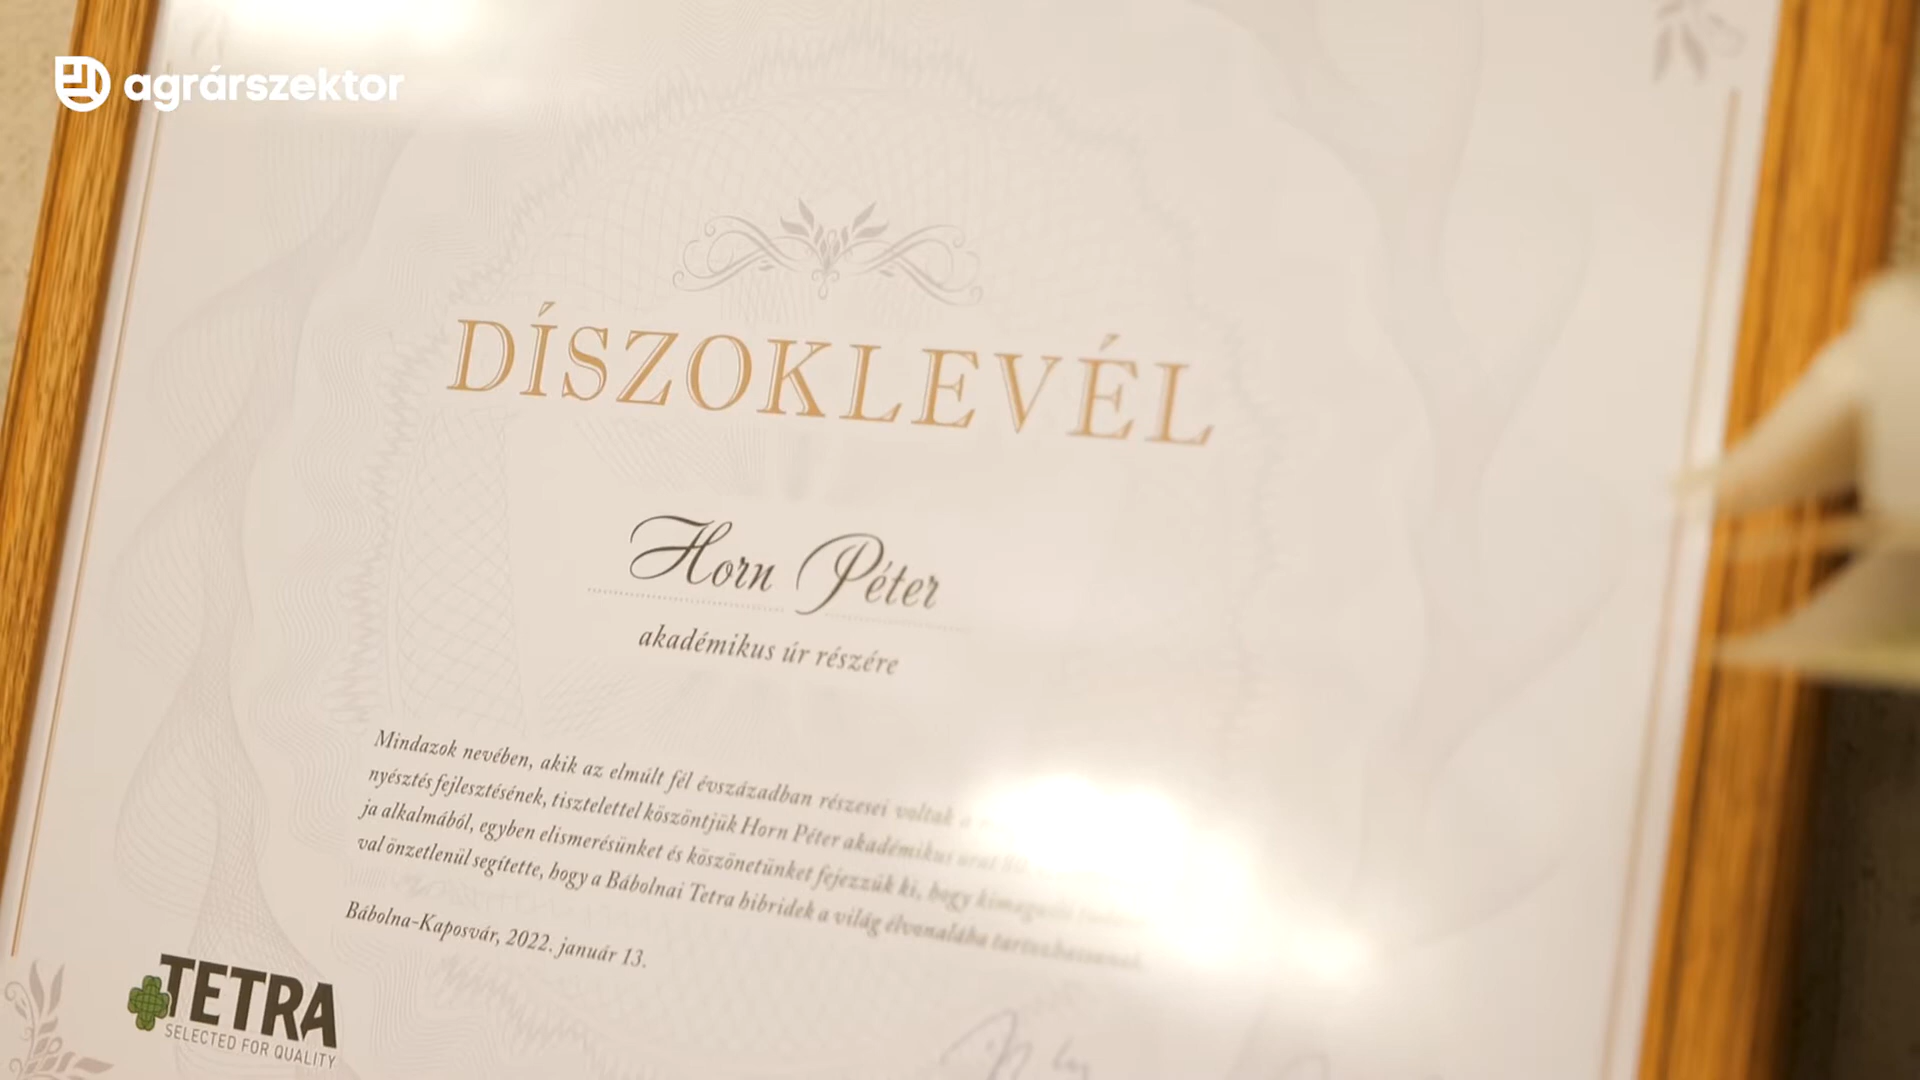 agrárszektor
DÍSZOKLEVÉL
Horn Péter
akadémikus úr részére
Mindazok nevében, akik az elmúlt fél évszázadban részesei voltak a
nyésztés fejlesztésének, tisztelettel köszöntjük Horn Péter akadémikus urat
ja alkalmából, egyben elismerésünket és köszönetünket fejezzük ki, hogy
val önzetlenül segítette, hogy a Bábolnai Tetra hibridek a világ élvonalába
Bábolna-Kaposvár, 2022. január 13.
TETRA
SELECTED FOR QUALITY